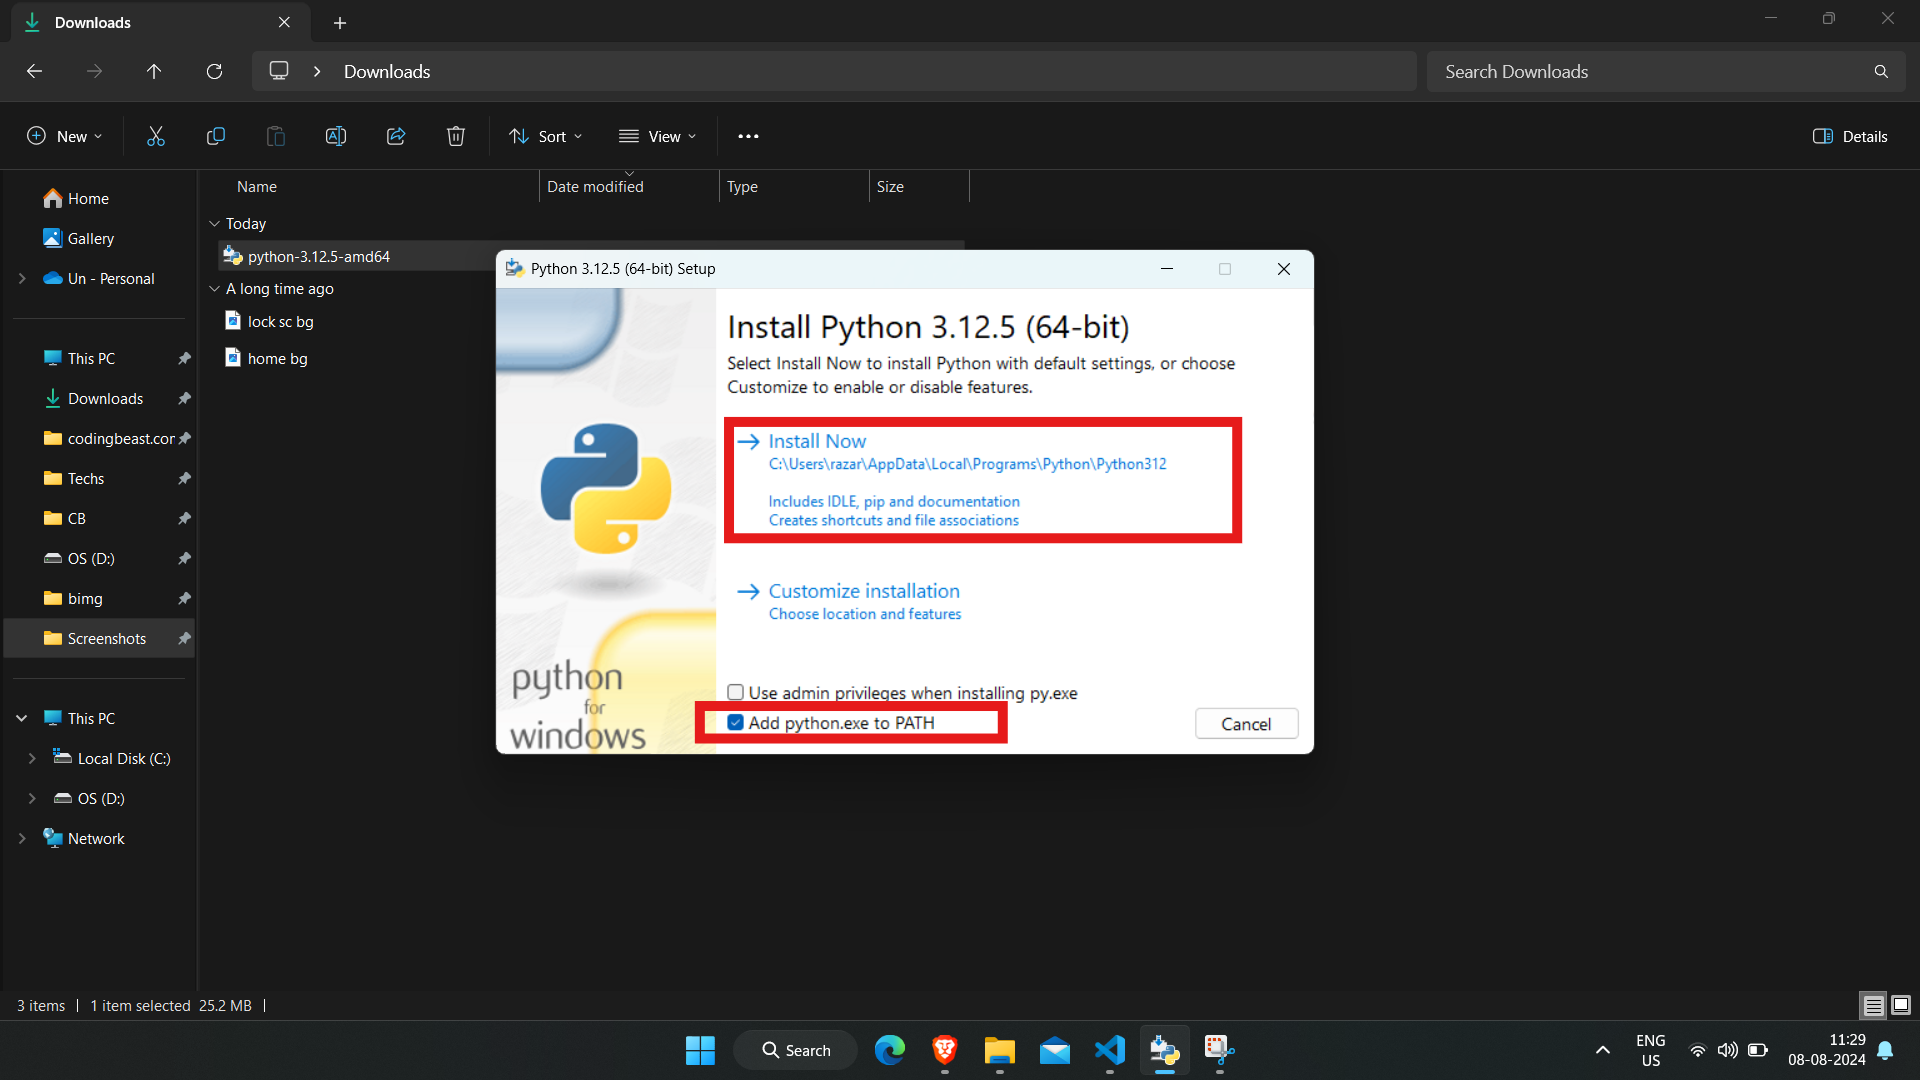 Downloads
Downloads
Search Downloads
New
Sort
View
Details
Name
Date modified
Type
Size
Home
Gallery
Un - Personal
This PC
Downloads
codingbeast.cor
Techs
CB
OS (D:)
bimg
Screenshots
This PC
Local Disk (C:)
OS (D:)
Network
Today
python-3.12.5-amd64
A long time ago
lock sc bg
home bg
Python 3.12.5 (64-bit) Setup
Install Python 3.12.5 (64-bit)
Select Install Now to install Python with default settings, or choose
Customize to enable or disable features.
Install Now
C:\Users\razar\AppData\Local\Programs\Python\Python312
Includes IDLE, pip and documentation
Creates shortcuts and file associations
Customize installation
Choose location and features
Use admin privileges when installing py.exe
Add python.exe to PATH
Cancel
python
for
windows
3 items
1 item selected 25.2 MB
Search
ENG
US
11:29
08-08-2024